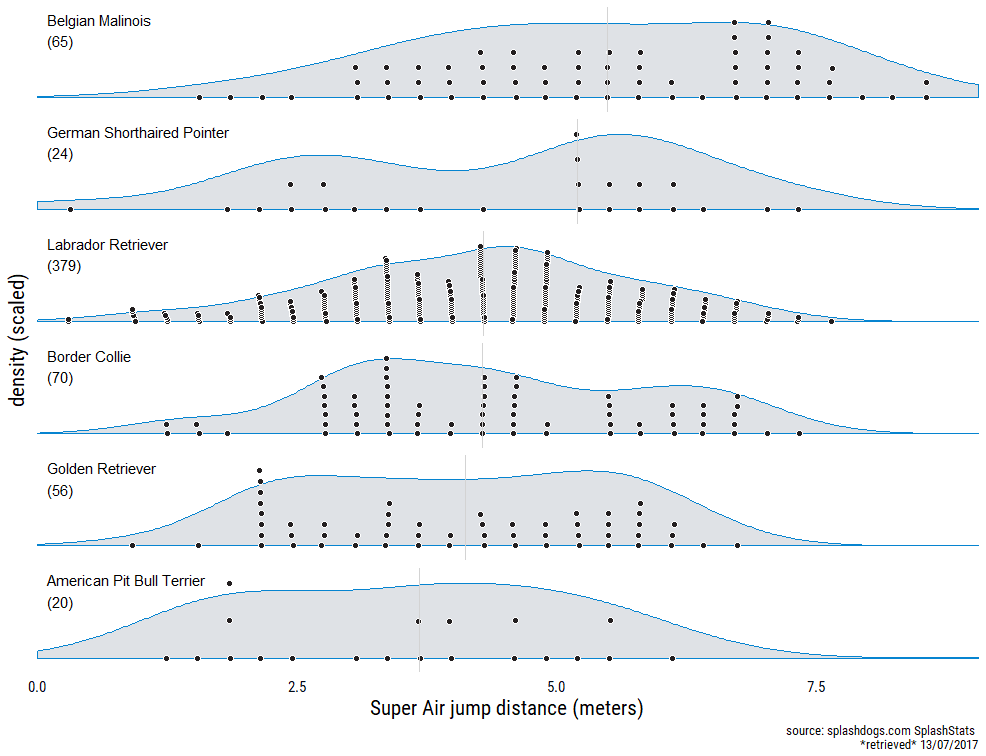 Belgian Malinois
(65)
German Shorthaired Pointer
(24)
Labrador Retriever
(379)
Border Collie
(70)
Golden Retriever
(56)
American Pit Bull Terrier
(20)
density (scaled)
0.0 2.5 5.0 7.5
Super Air jump distance (meters)
source: splashdogs.com SplashStats
*retrieved* 13/07/2017